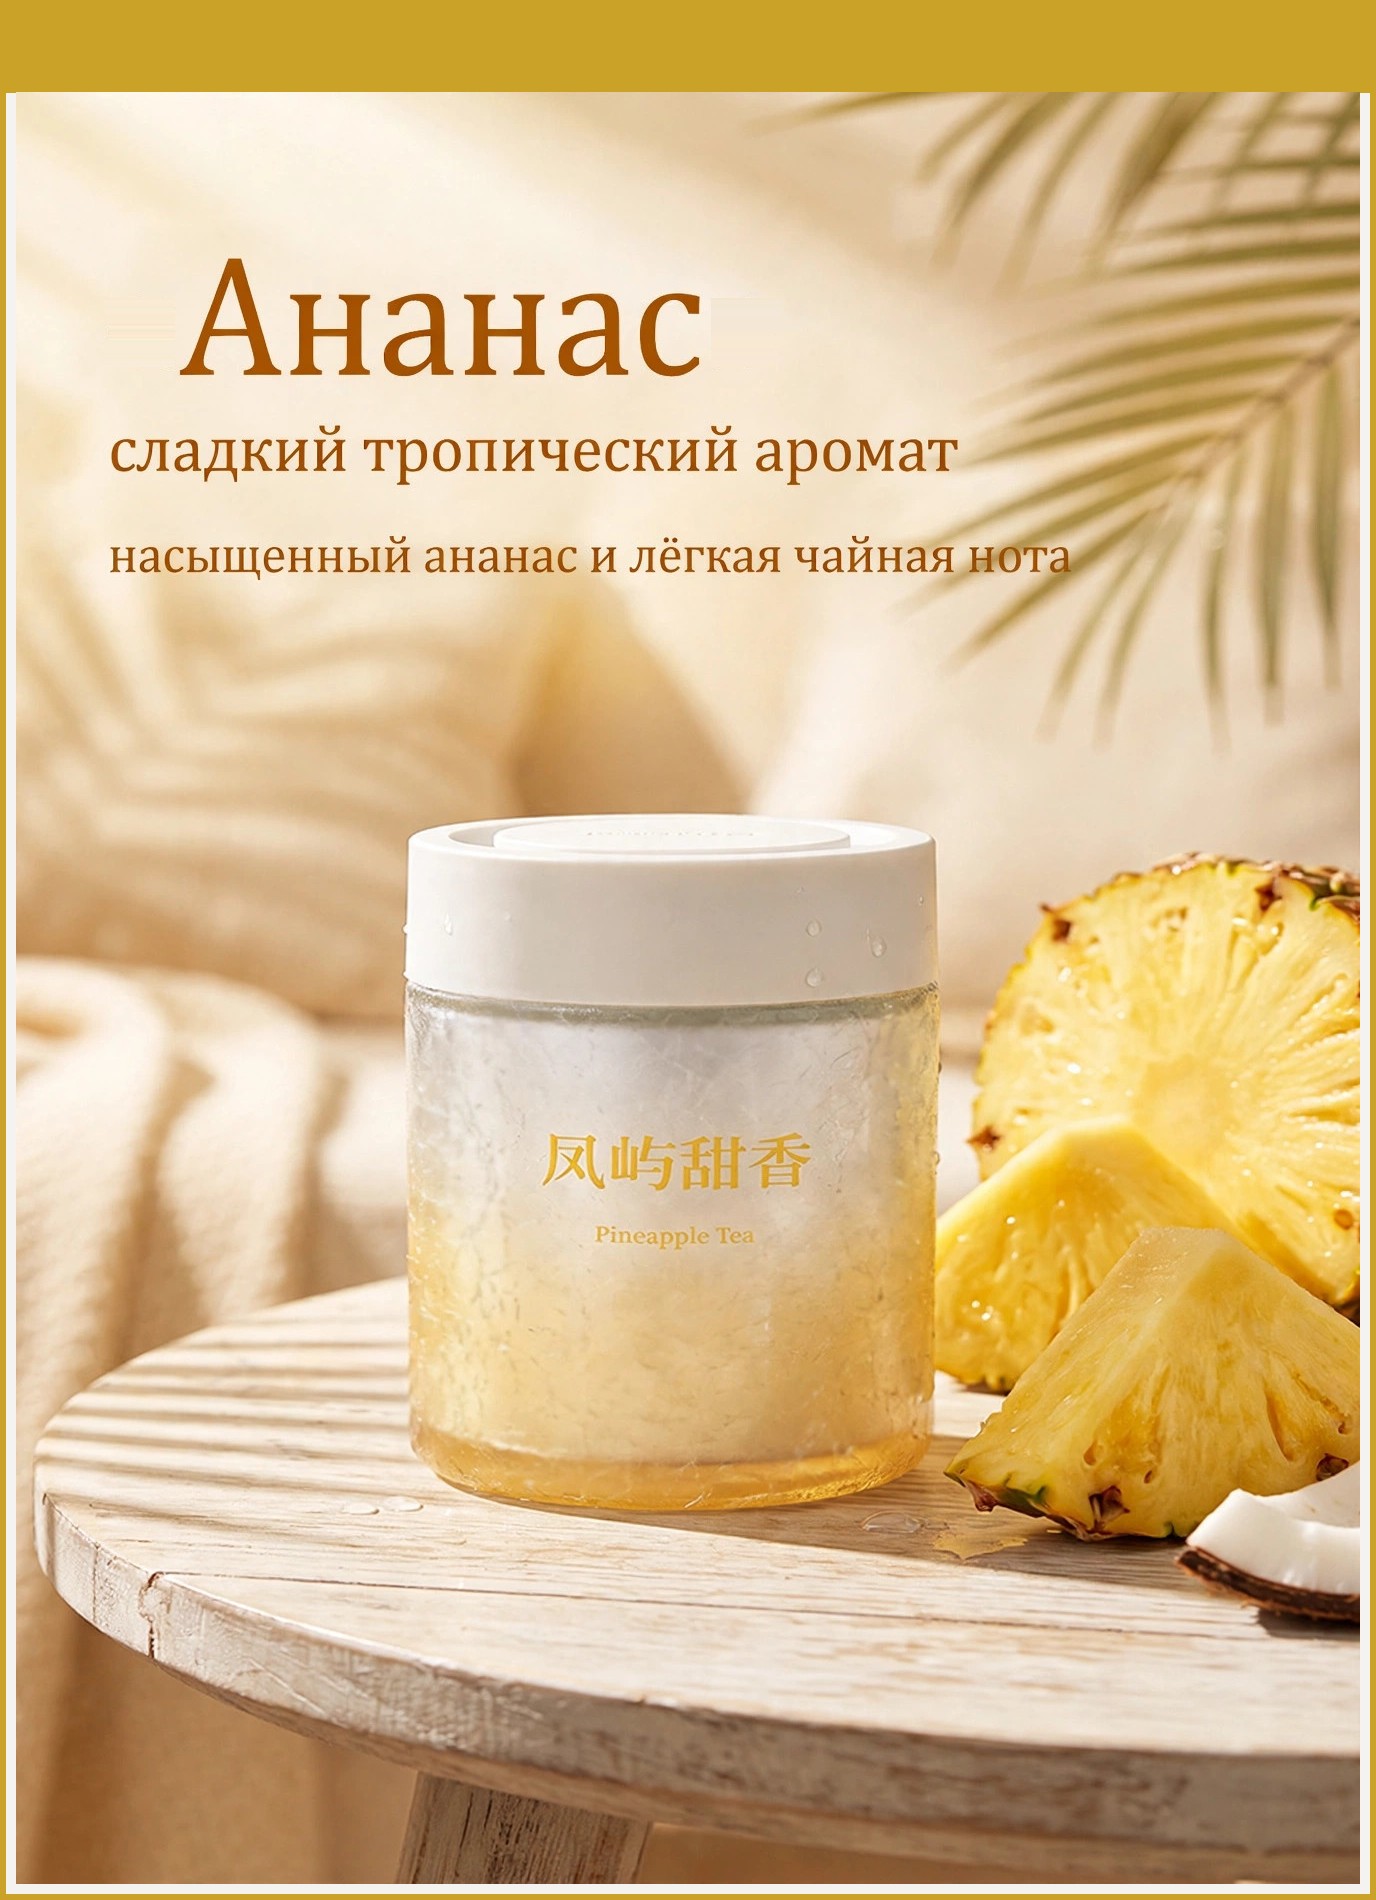 Ананас
сладкий тропический аромат
насыщенный ананас и лёгкая чайная нота
凤屿甜香
Pineapple Tea